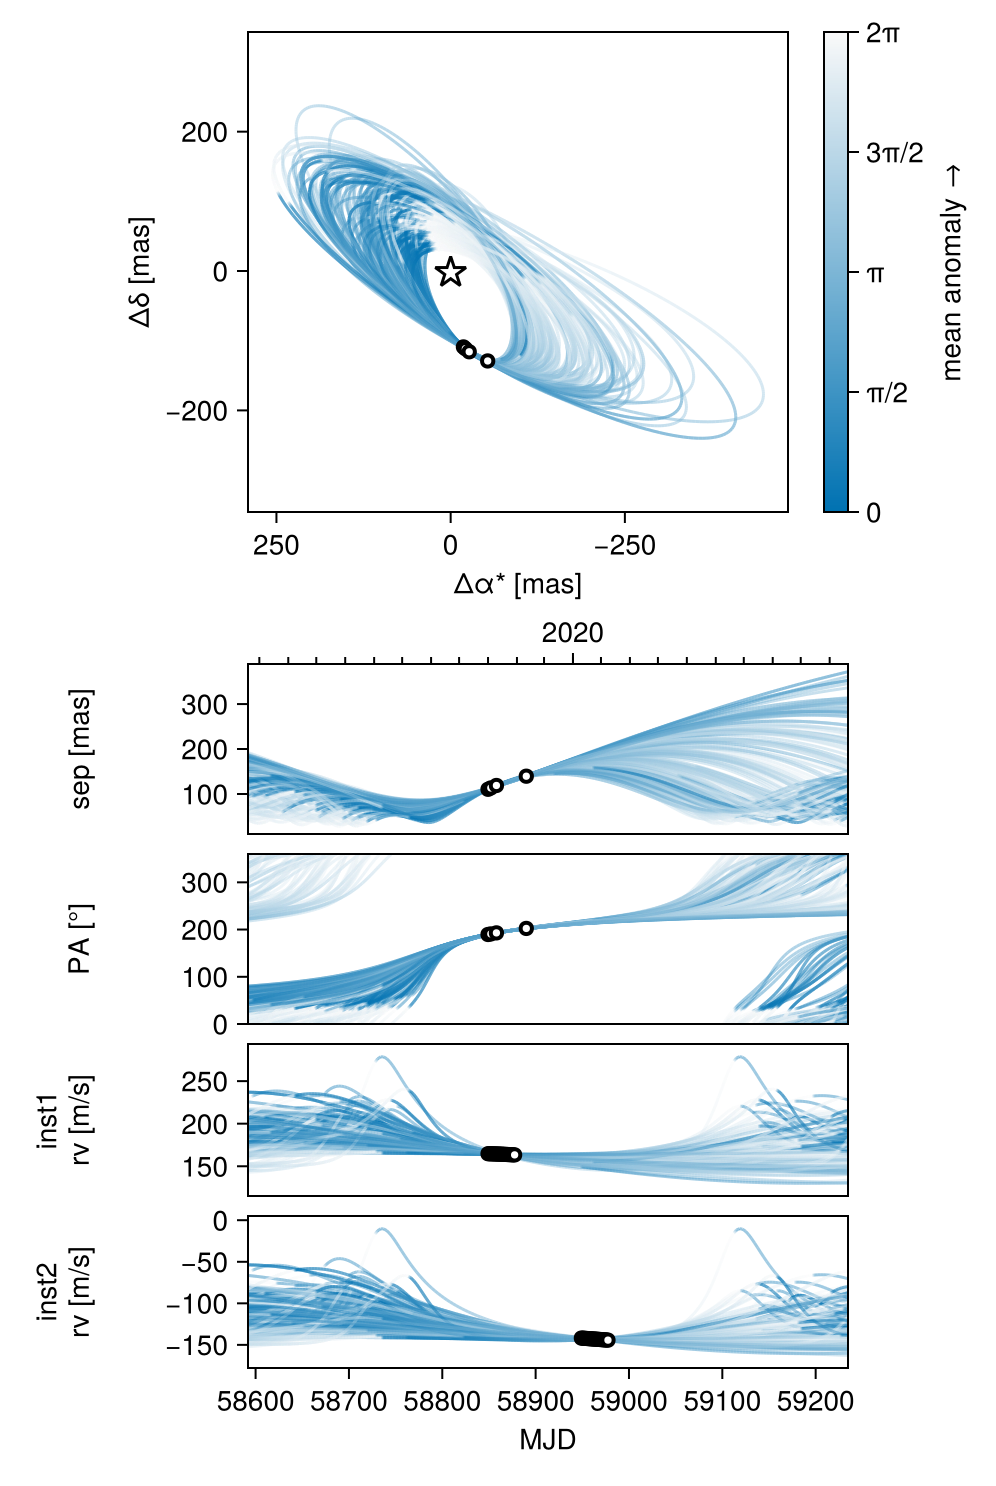 200
0
−200
Δδ [mas]
250
0
−250
Δα* [mas]
2π
3π/2
π
π/2
0
mean anomaly →
2020
sep [mas]
300
200
100
PA [°]
300
200
100
0
inst1
rv [m/s]
250
200
150
inst2
rv [m/s]
0
−50
−100
−150
58600
58700
58800
58900
59000
59100
59200
MJD